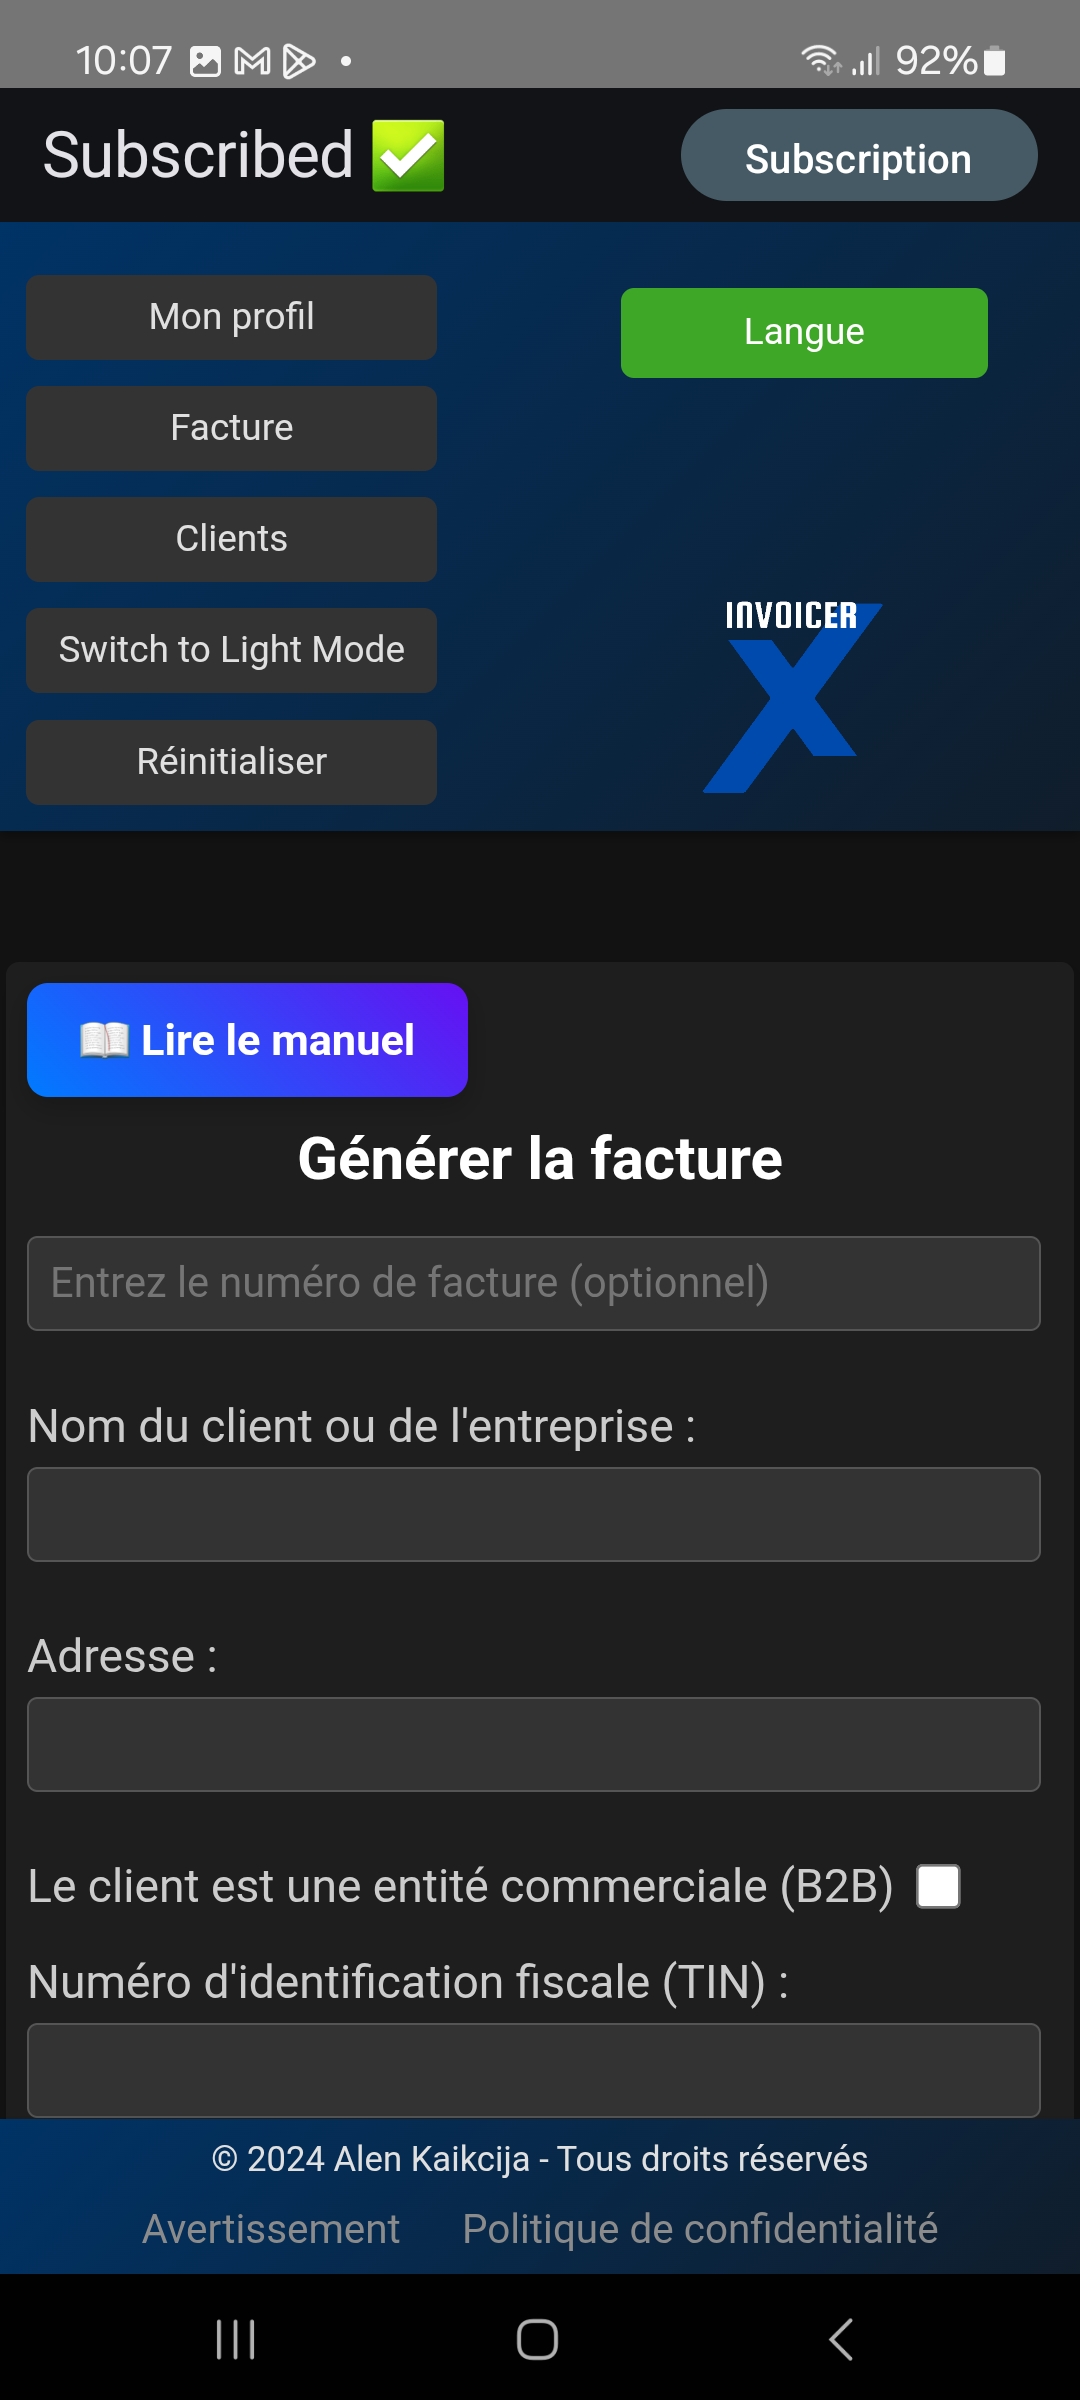 10:07
92%
Subscribed ✅
Subscription
Mon profil
Langue
Facture
Clients
Switch to Light Mode
Réinitialiser
INVOICER
X
📖 Lire le manuel
Générer la facture
Entrez le numéro de facture (optionnel)
Nom du client ou de l'entreprise :
Adresse :
Le client est une entité commerciale (B2B)
Numéro d'identification fiscale (TIN) :
© 2024 Alen Kaikcija - Tous droits réservés
Avertissement Politique de confidentialité